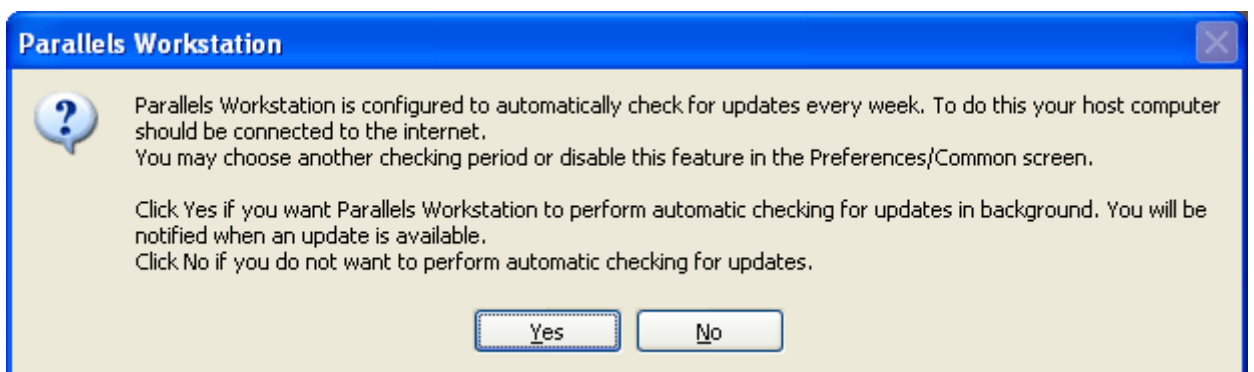 Parallels Workstation
Parallels Workstation is configured to automatically check for updates every week. To do this your host computer
should be connected to the internet.
You may choose another checking period or disable this feature in the Preferences/Common screen.
Click Yes if you want Parallels Workstation to perform automatic checking for updates in background. You will be
notified when an update is available.
Click No if you do not want to perform automatic checking for updates.
Yes No